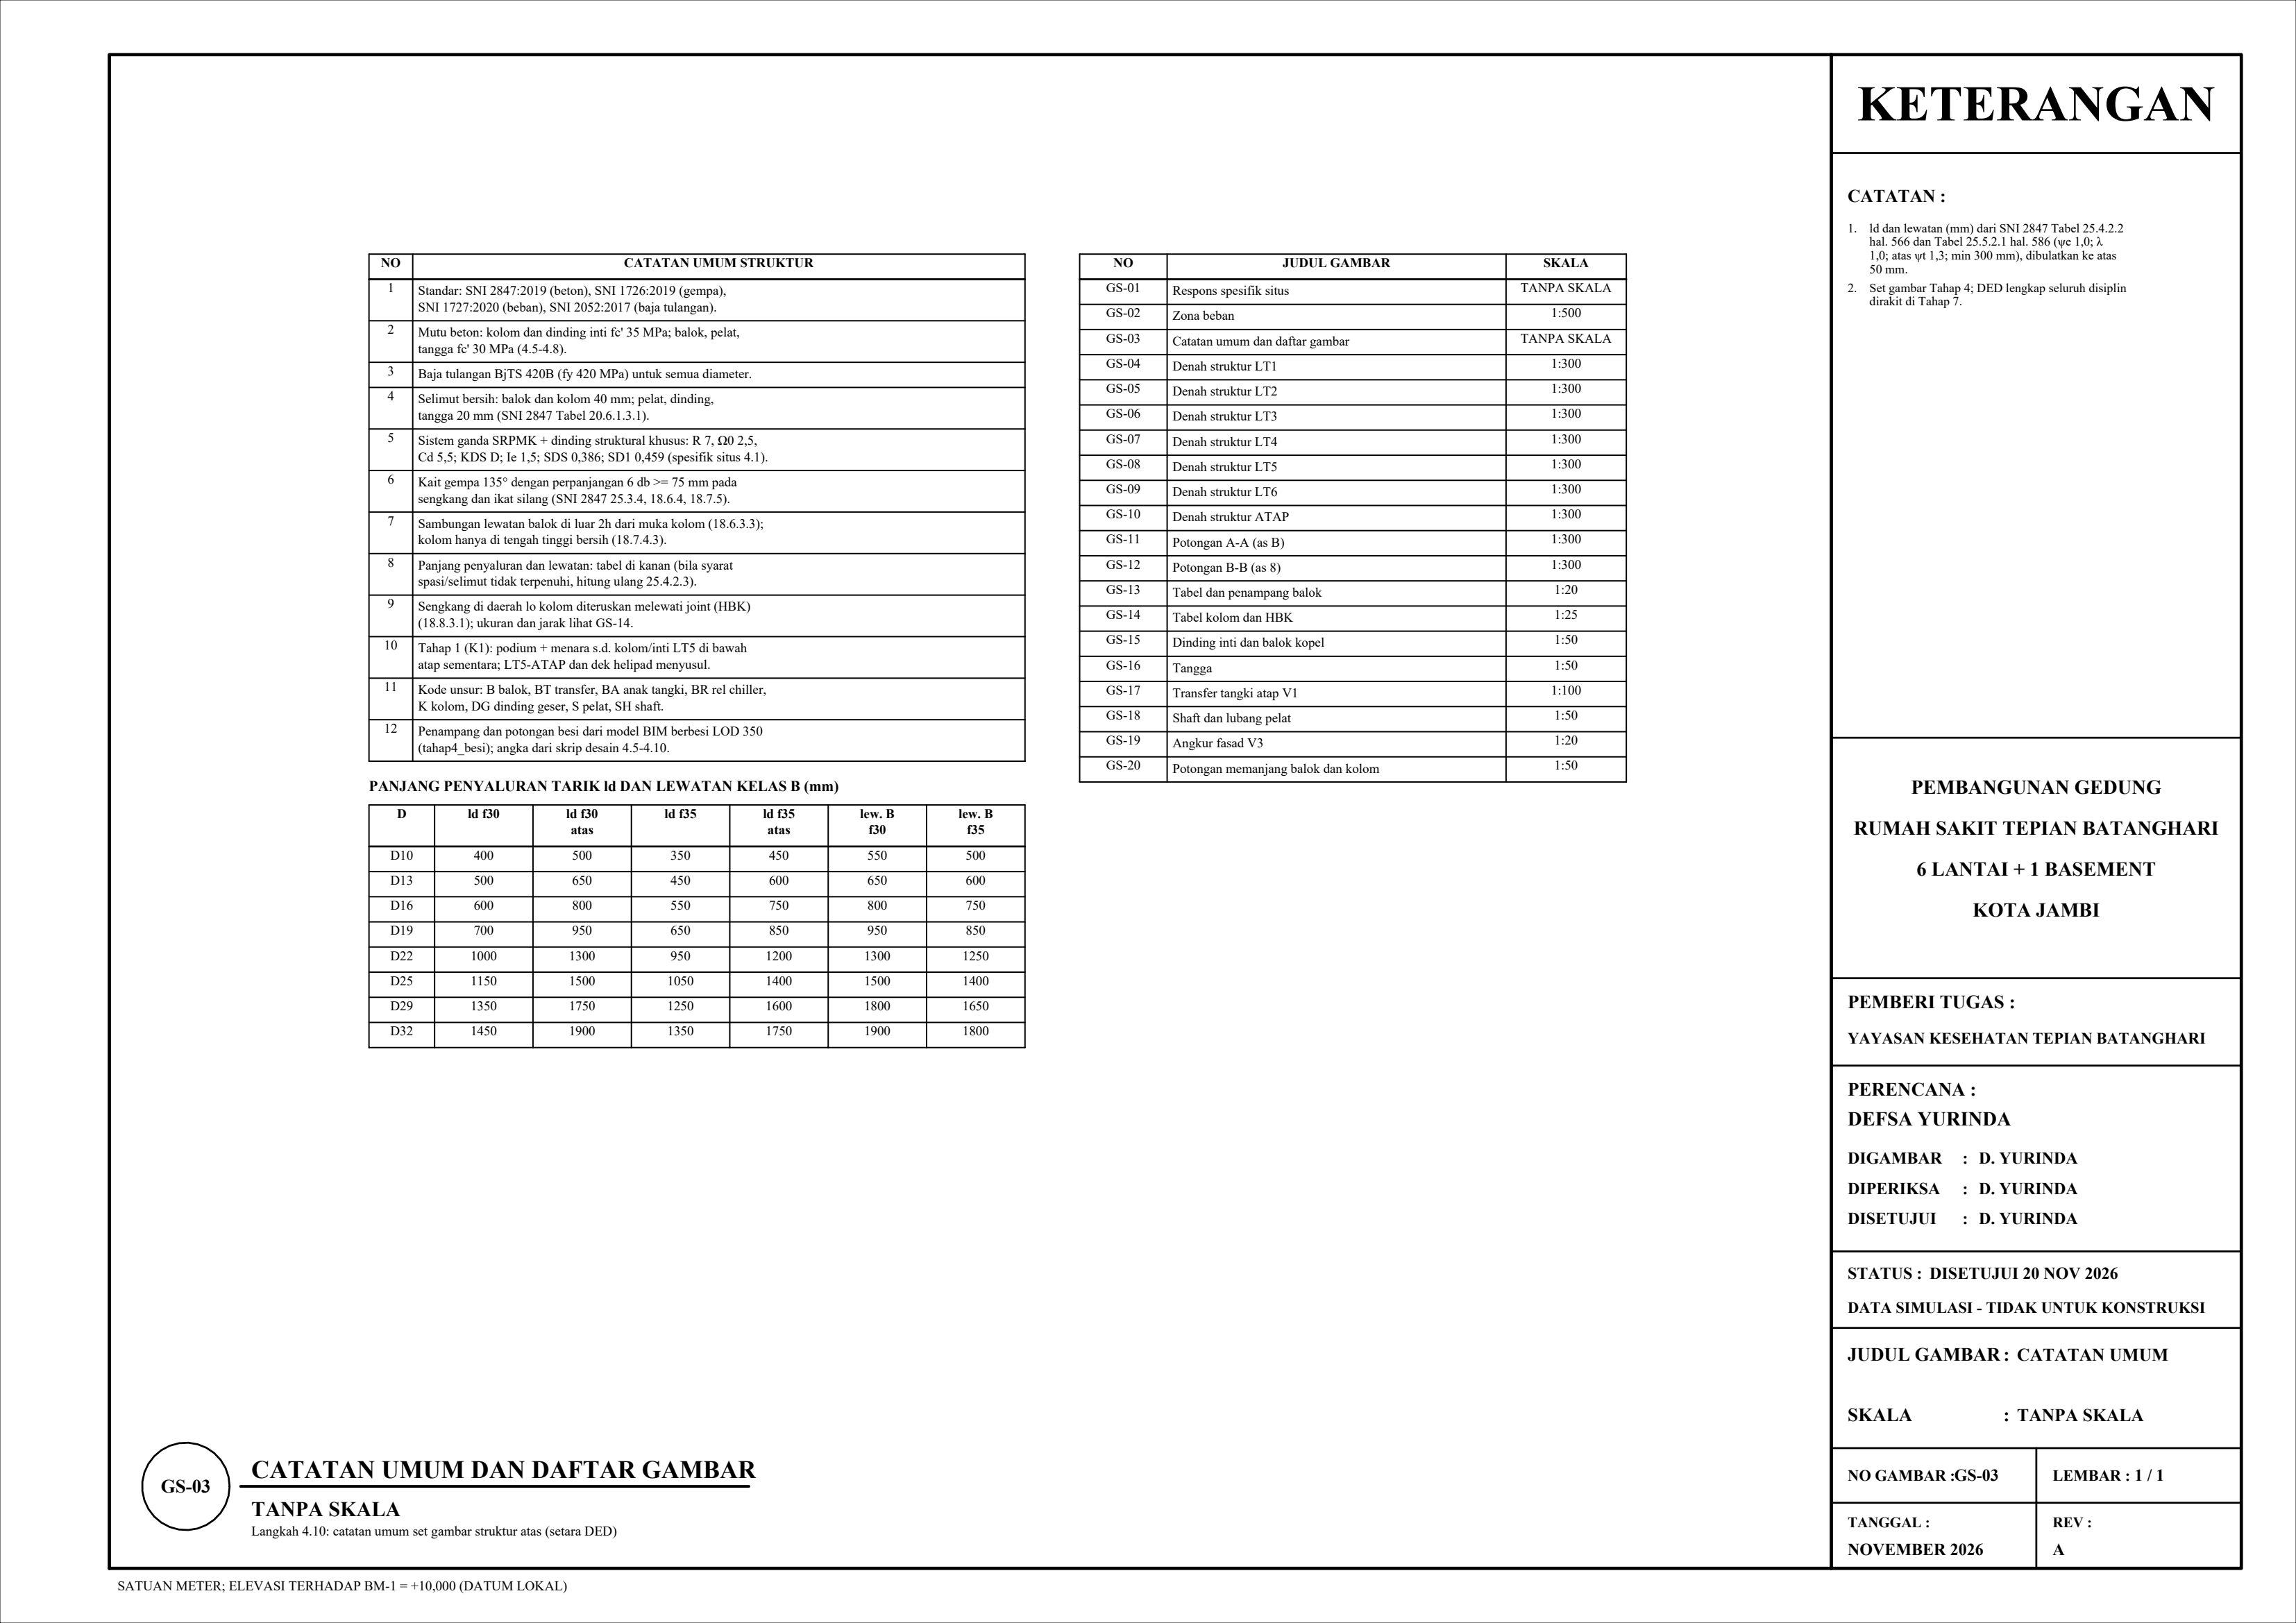 NO CATATAN UMUM STRUKTUR
1 Standar: SNI 2847:2019 (beton), SNI 1726:2019 (gempa),
SNI 1727:2020 (beban), SNI 2052:2017 (baja tulangan).
2 Mutu beton: kolom dan dinding inti fc' 35 MPa; balok, pelat,
tangga fc' 30 MPa (4.5-4.8).
3 Baja tulangan BjTS 420B (fy 420 MPa) untuk semua diameter.
4 Selimut bersih: balok dan kolom 40 mm; pelat, dinding,
tangga 20 mm (SNI 2847 Tabel 20.6.1.3.1).
5 Sistem ganda SRPMK + dinding struktural khusus: R 7, Ω0 2,5,
Cd 5,5; KDS D; Ie 1,5; SDS 0,386; SD1 0,459 (spesifik situs 4.1).
6 Kait gempa 135° dengan perpanjangan 6 db >= 75 mm pada
sengkang dan ikat silang (SNI 2847 25.3.4, 18.6.4, 18.7.5).
7 Sambungan lewatan balok di luar 2h dari muka kolom (18.6.3.3);
kolom hanya di tengah tinggi bersih (18.7.4.3).
8 Panjang penyaluran dan lewatan: tabel di kanan (bila syarat
spasi/selimut tidak terpenuhi, hitung ulang 25.4.2.3).
9 Sengkang di daerah lo kolom diteruskan melewati joint (HBK)
(18.8.3.1); ukuran dan jarak lihat GS-14.
10 Tahap 1 (K1): podium + menara s.d. kolom/inti LT5 di bawah
atap sementara; LT5-ATAP dan dek helipad menyusul.
11 Kode unsur: B balok, BT transfer, BA anak tangki, BR rel chiller,
K kolom, DG dinding geser, S pelat, SH shaft.
12 Penampang dan potongan besi dari model BIM berbesi LOD 350
(tahap4_besi); angka dari skrip desain 4.5-4.10.
PANJANG PENYALURAN TARIK ld DAN LEWATAN KELAS B (mm)
D ld f30 ld f30 atas ld f35 ld f35 atas lew. B f30 lew. B f35
D10 400 500 350 450 550 500
D13 500 650 450 600 650 600
D16 600 800 550 750 800 750
D19 700 950 650 850 950 850
D22 1000 1300 950 1200 1300 1250
D25 1150 1500 1050 1400 1500 1400
D29 1350 1750 1250 1600 1800 1650
D32 1450 1900 1350 1750 1900 1800
NO JUDUL GAMBAR SKALA
GS-01 Respons spesifik situs TANPA SKALA
GS-02 Zona beban 1:500
GS-03 Catatan umum dan daftar gambar TANPA SKALA
GS-04 Denah struktur LT1 1:300
GS-05 Denah struktur LT2 1:300
GS-06 Denah struktur LT3 1:300
GS-07 Denah struktur LT4 1:300
GS-08 Denah struktur LT5 1:300
GS-09 Denah struktur LT6 1:300
GS-10 Denah struktur ATAP 1:300
GS-11 Potongan A-A (as B) 1:300
GS-12 Potongan B-B (as 8) 1:300
GS-13 Tabel dan penampang balok 1:20
GS-14 Tabel kolom dan HBK 1:25
GS-15 Dinding inti dan balok kopel 1:50
GS-16 Tangga 1:50
GS-17 Transfer tangki atap V1 1:100
GS-18 Shaft dan lubang pelat 1:50
GS-19 Angkur fasad V3 1:20
GS-20 Potongan memanjang balok dan kolom 1:50
GS-03
CATATAN UMUM DAN DAFTAR GAMBAR
TANPA SKALA
Langkah 4.10: catatan umum set gambar struktur atas (setara DED)
SATUAN METER; ELEVASI TERHADAP BM-1 = +10,000 (DATUM LOKAL)
KETERANGAN
CATATAN :
1. ld dan lewatan (mm) dari SNI 2847 Tabel 25.4.2.2
hal. 566 dan Tabel 25.5.2.1 hal. 586 (ψe 1,0; λ
1,0; atas ψt 1,3; min 300 mm), dibulatkan ke atas
50 mm.
2. Set gambar Tahap 4; DED lengkap seluruh disiplin
dirakit di Tahap 7.
PEMBANGUNAN GEDUNG
RUMAH SAKIT TEPIAN BATANGHARI
6 LANTAI + 1 BASEMENT
KOTA JAMBI
PEMBERI TUGAS :
YAYASAN KESEHATAN TEPIAN BATANGHARI
PERENCANA :
DEFSA YURINDA
DIGAMBAR : D. YURINDA
DIPERIKSA : D. YURINDA
DISETUJUI : D. YURINDA
STATUS : DISETUJUI 20 NOV 2026
DATA SIMULASI - TIDAK UNTUK KONSTRUKSI
JUDUL GAMBAR : CATATAN UMUM
SKALA : TANPA SKALA
NO GAMBAR :GS-03 LEMBAR : 1 / 1
TANGGAL : REV :
NOVEMBER 2026 A